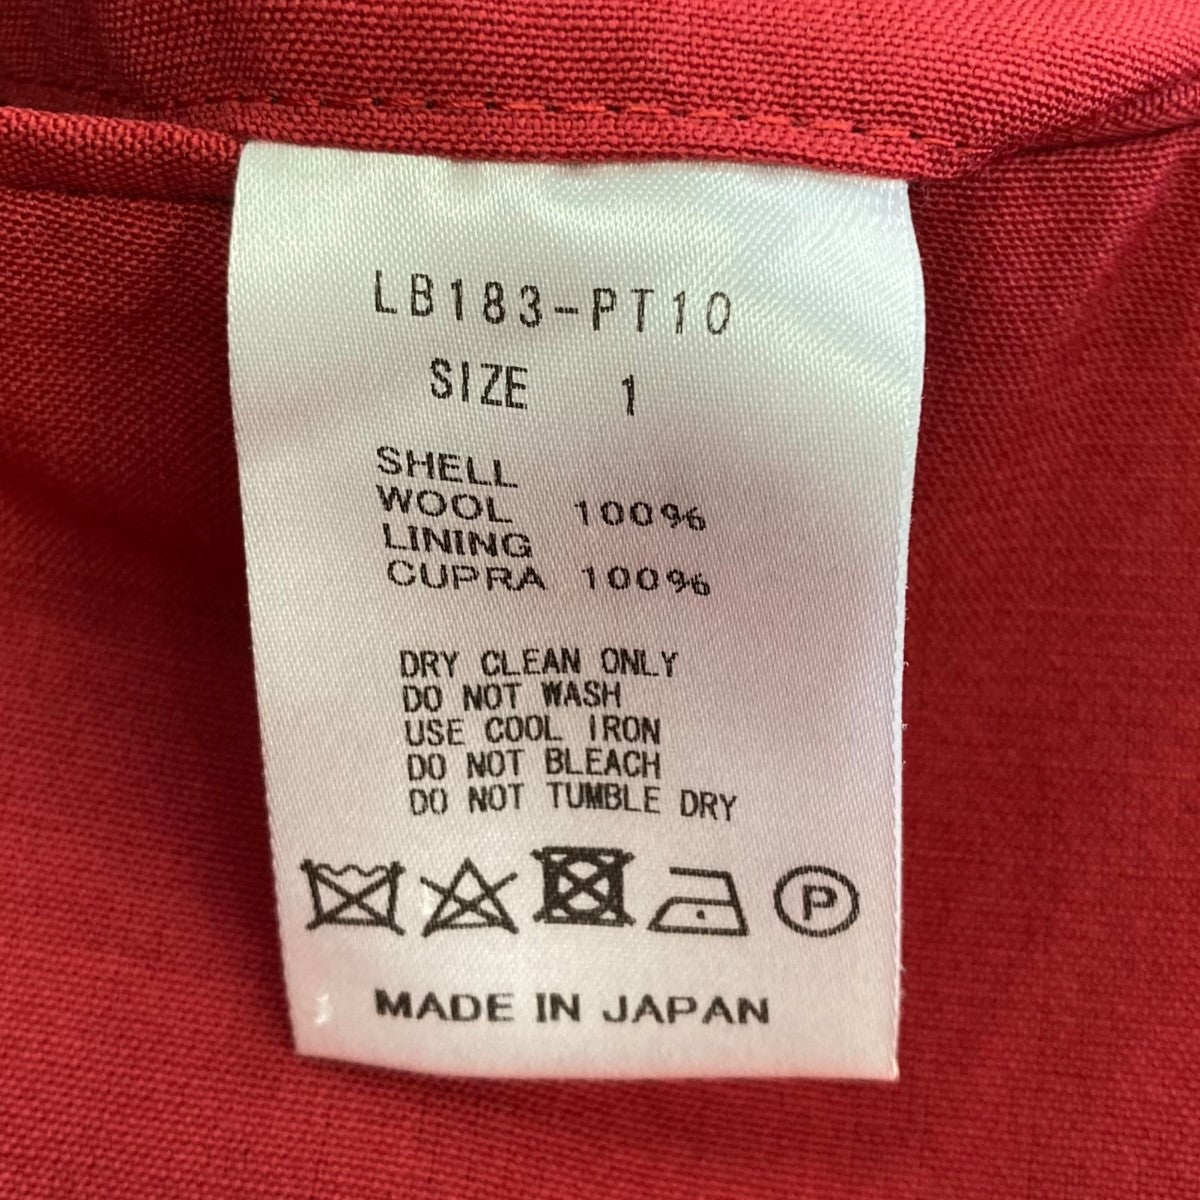 LB183-PT10
SIZE 1
SHELL
WOOL 100%
LINING
CUPRA 100%
DRY CLEAN ONLY
DO NOT WASH
USE COOL IRON
DO NOT BLEACH
DO NOT TUMBLE DRY
P
MADE IN JAPAN